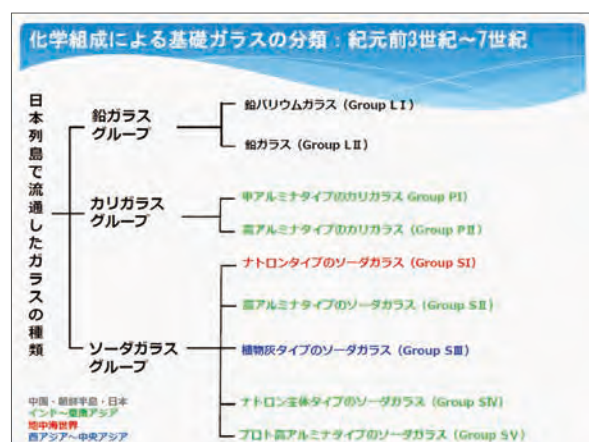 化学組成による基礎ガラスの分類：紀元前3世紀～7世紀
日本列島で流通したガラスの種類
鉛ガラス
グループ
鉛バリウムガラス（Group LⅠ）
鉛ガラス（Group LⅡ）
カリガラス
グループ
中アルミナタイプのカリガラス Group PⅠ)
高アルミナタイプのカリガラス（Group PⅡ）
ソーダガラス
グループ
ナトロンタイプのソーダガラス（Group SⅠ）
高アルミナタイプのソーダガラス（Group SⅡ）
植物灰タイプのソーダガラス（Group SⅢ）
ナトロン主体タイプのソーダガラス（Group SⅣ）
プロト高アルミナタイプのソーダガラス（Group SⅤ）
中国・朝鮮半島・日本
インド～東南アジア
地中海世界
西アジア～中央アジア